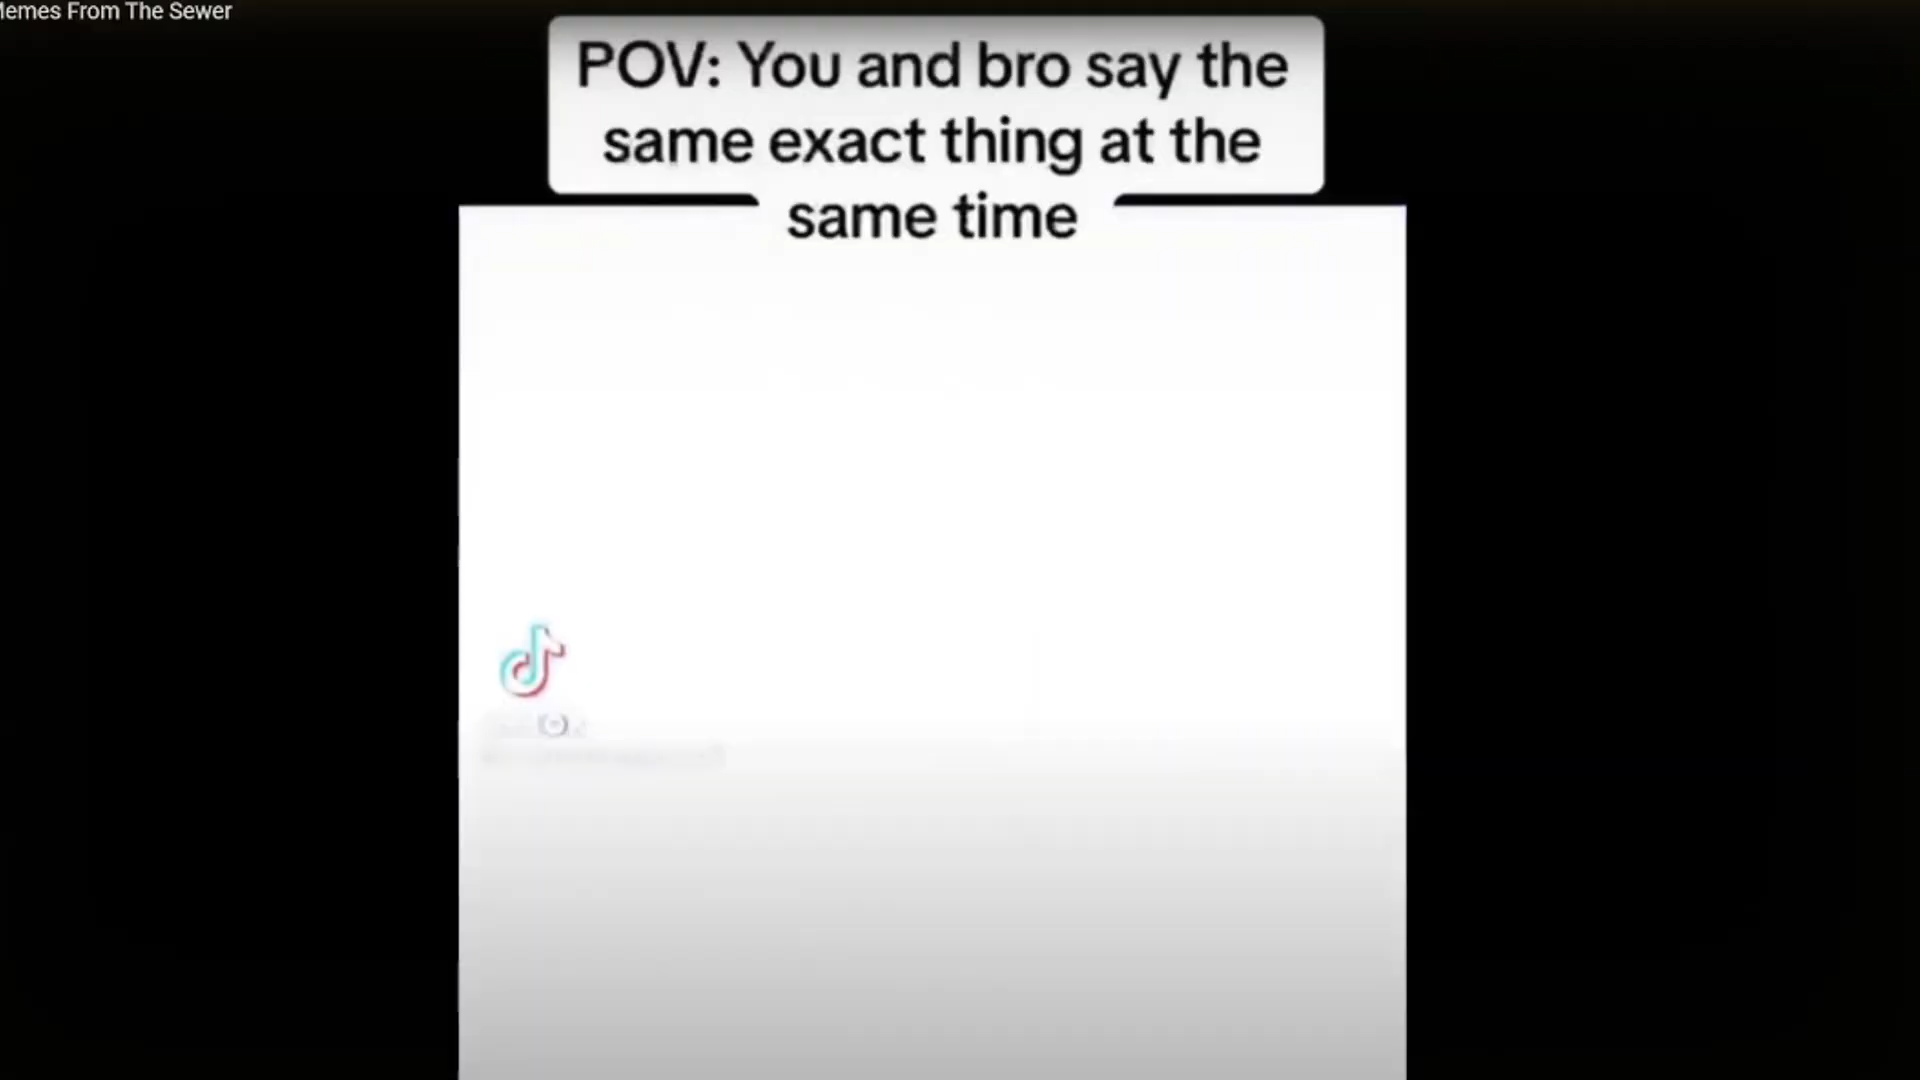 Memes From The Sewer
POV: You and bro say the
same exact thing at the
same time